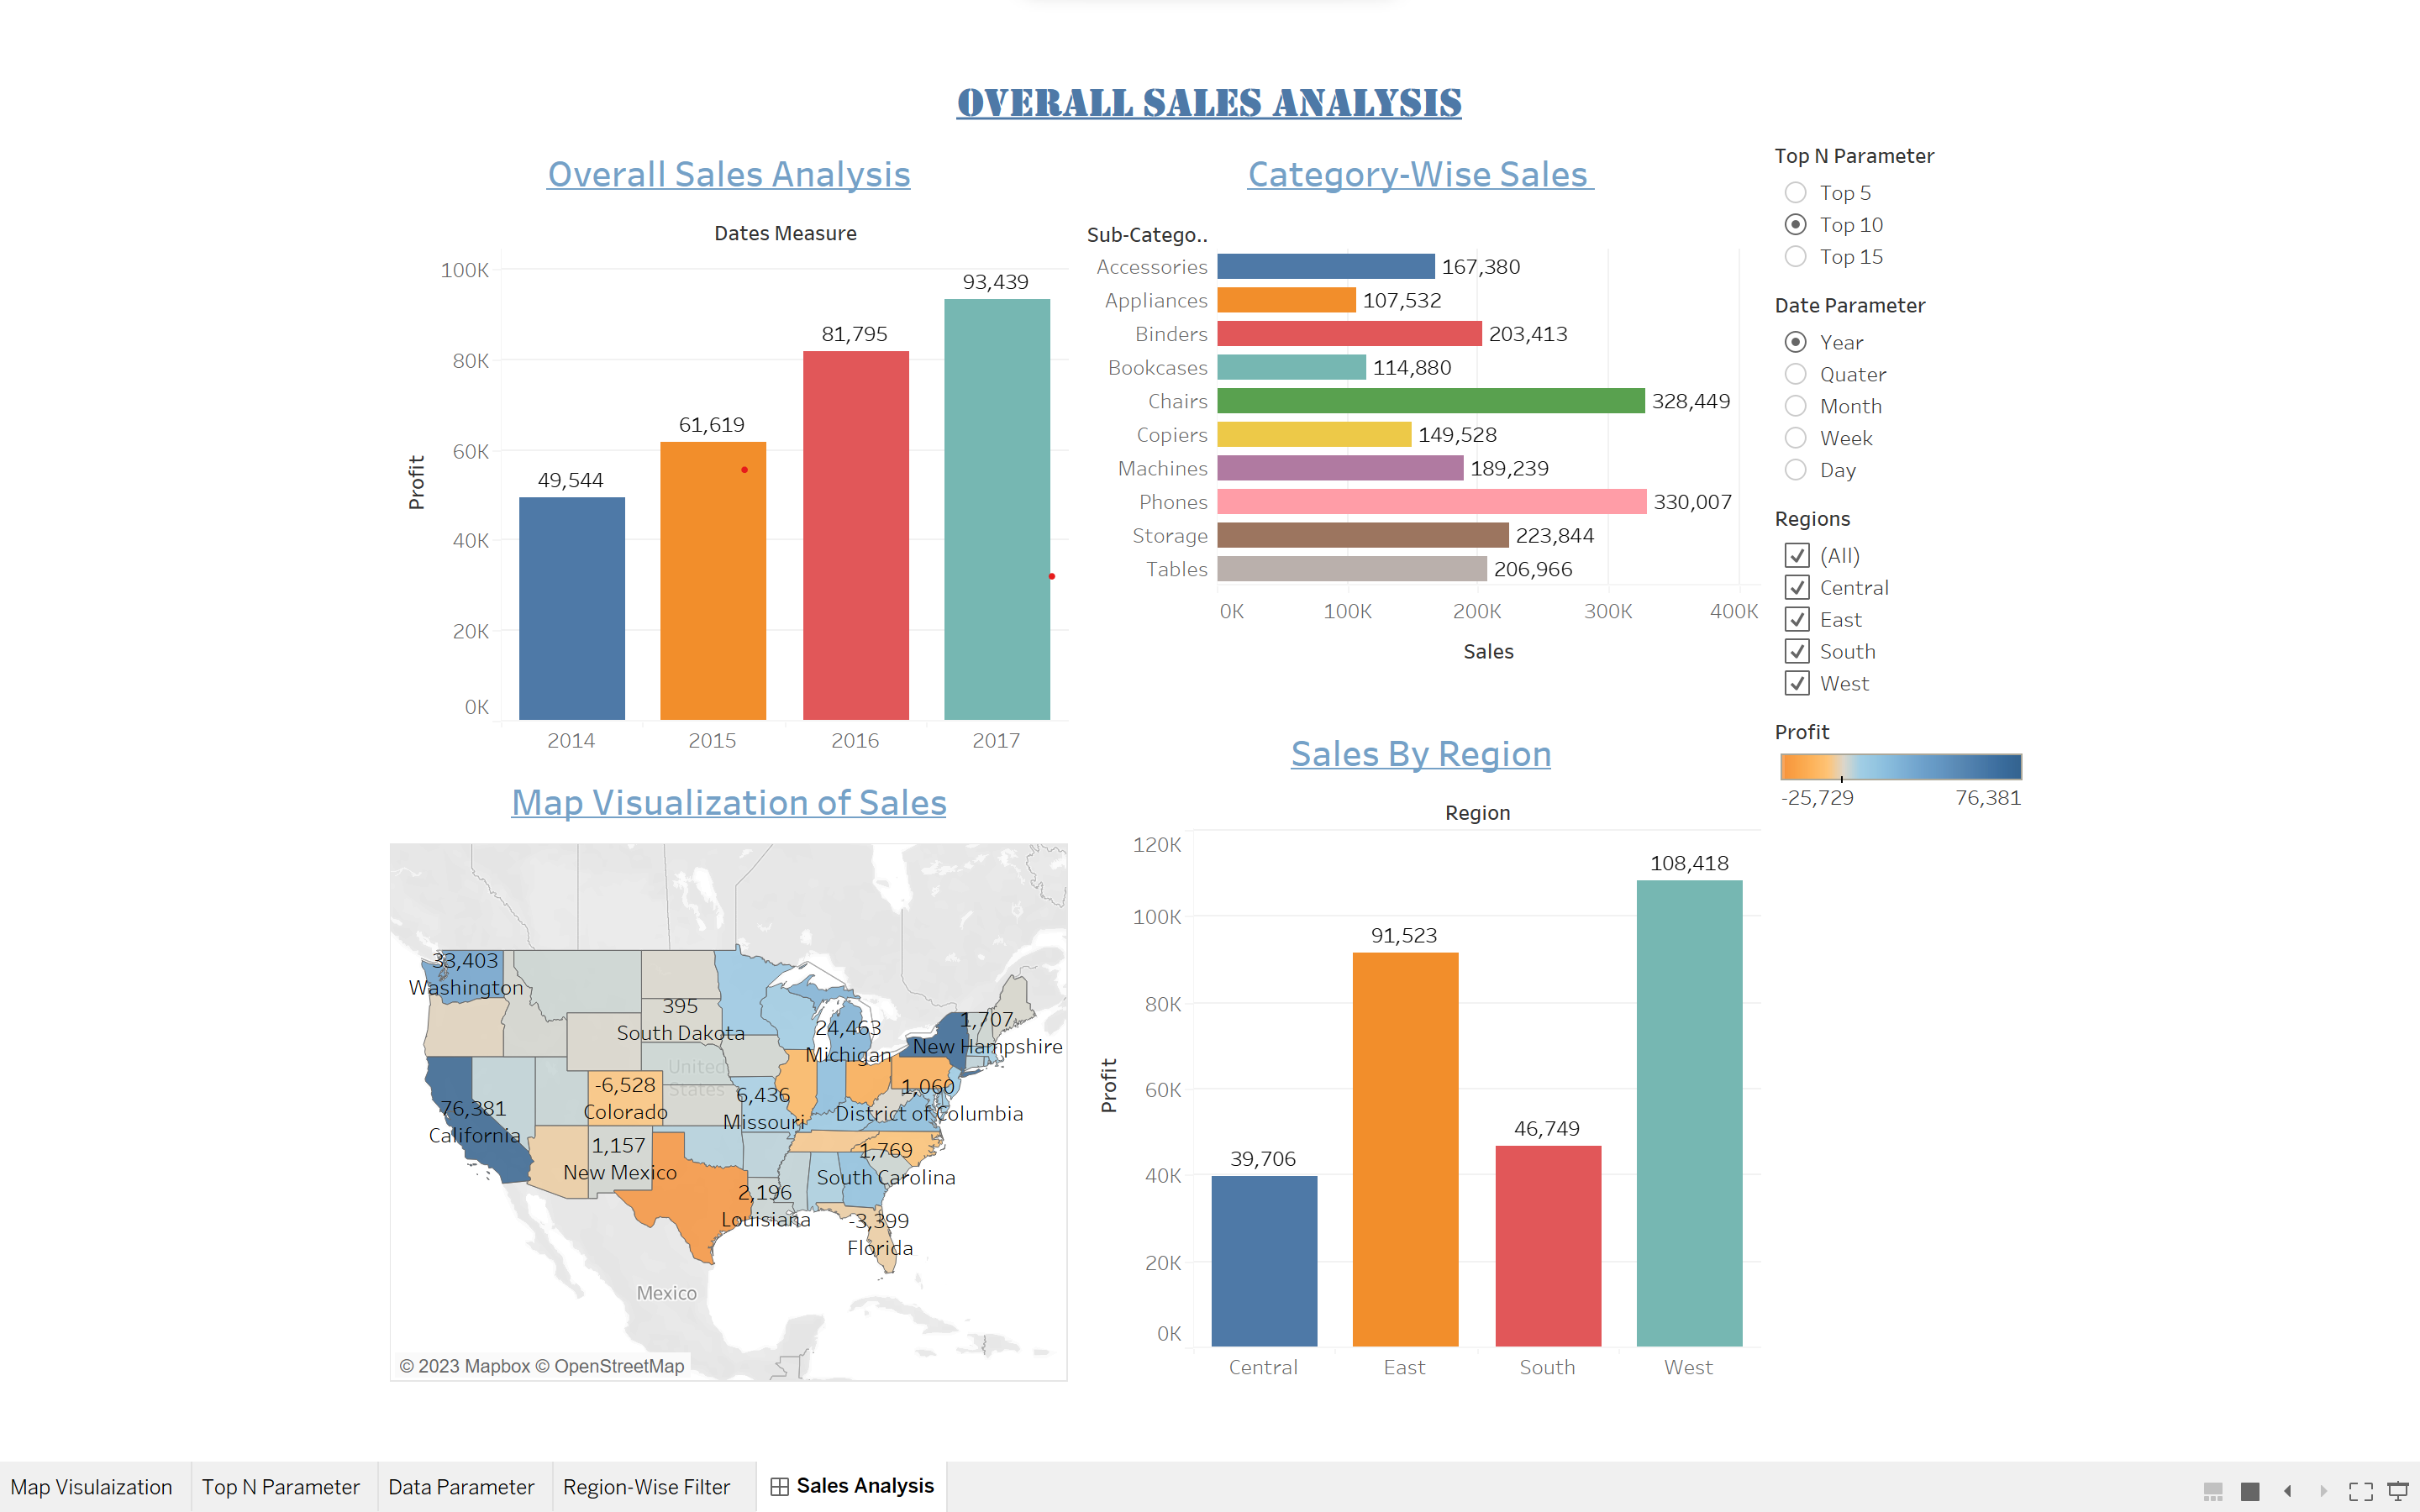 OVERALL SALES ANALYSIS
Overall Sales Analysis
Dates Measure
Profit
100K
80K
60K
40K
20K
0K
49,544
61,619
81,795
93,439
2014
2015
2016
2017
Category-Wise Sales
Sub-Catego..
Accessories 167,380
Appliances 107,532
Binders 203,413
Bookcases 114,880
Chairs 328,449
Copiers 149,528
Machines 189,239
Phones 330,007
Storage 223,844
Tables 206,966
0K 100K 200K 300K 400K
Sales
Top N Parameter
Top 5
Top 10
Top 15
Date Parameter
Year
Quater
Month
Week
Day
Regions
(All)
Central
East
South
West
Profit
-25,729 76,381
Map Visualization of Sales
33,403
Washington
395
South Dakota
24,463
Michigan
1,707
New Hampshire
United
States
-6,528
Colorado
6,436
Missouri
1,060
District of Columbia
76,381
California
1,157
New Mexico
1,769
South Carolina
2,196
Louisiana
-3,399
Florida
Mexico
© 2023 Mapbox © OpenStreetMap
Sales By Region
Region
Profit
120K
100K
80K
60K
40K
20K
0K
39,706
91,523
46,749
108,418
Central East South West
Map Visulaization
Top N Parameter
Data Parameter
Region-Wise Filter
Sales Analysis